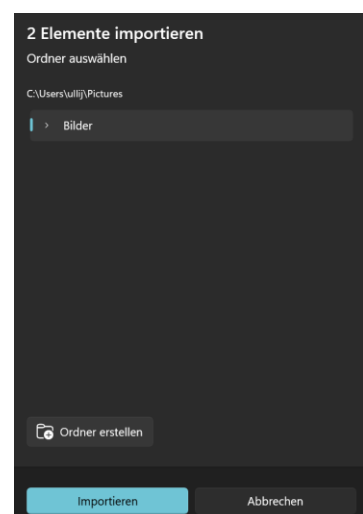 2 Elemente importieren
Ordner auswählen
C:\Users\ullij\Pictures
Bilder
Ordner erstellen
Importieren
Abbrechen